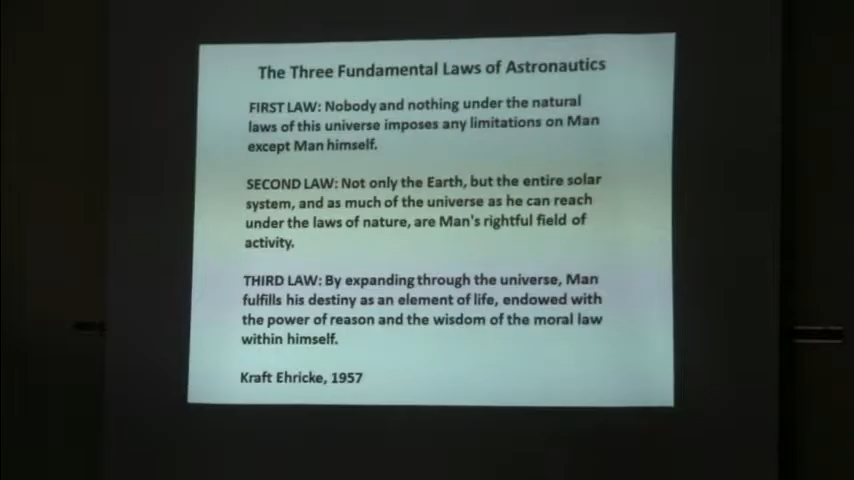 The Three Fundamental Laws of Astronautics
FIRST LAW: Nobody and nothing under the natural
laws of this universe imposes any limitations on Man
except Man himself.
SECOND LAW: Not only the Earth, but the entire solar
system, and as much of the universe as he can reach
under the laws of nature, are Man's rightful field of
activity.
THIRD LAW: By expanding through the universe, Man
fulfills his destiny as an element of life, endowed with
the power of reason and the wisdom of the moral law
within himself.
Kraft Ehricke, 1957